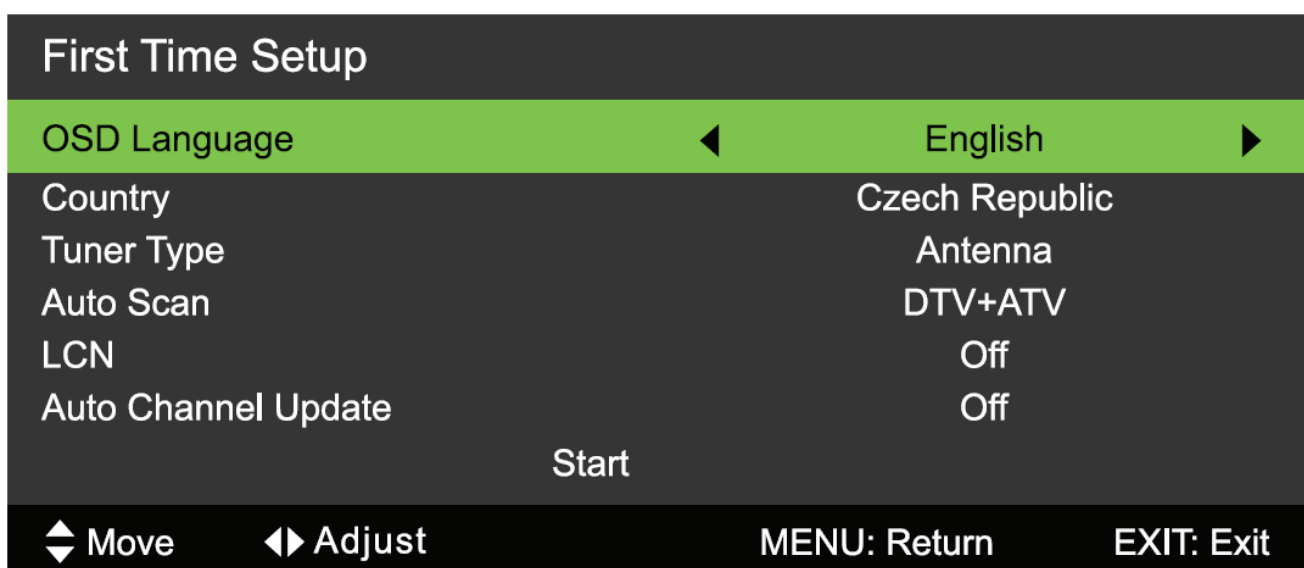 First Time Setup
OSD Language English
Country Czech Republic
Tuner Type Antenna
Auto Scan DTV+ATV
LCN Off
Auto Channel Update Off
Start
Move Adjust MENU: Return EXIT: Exit